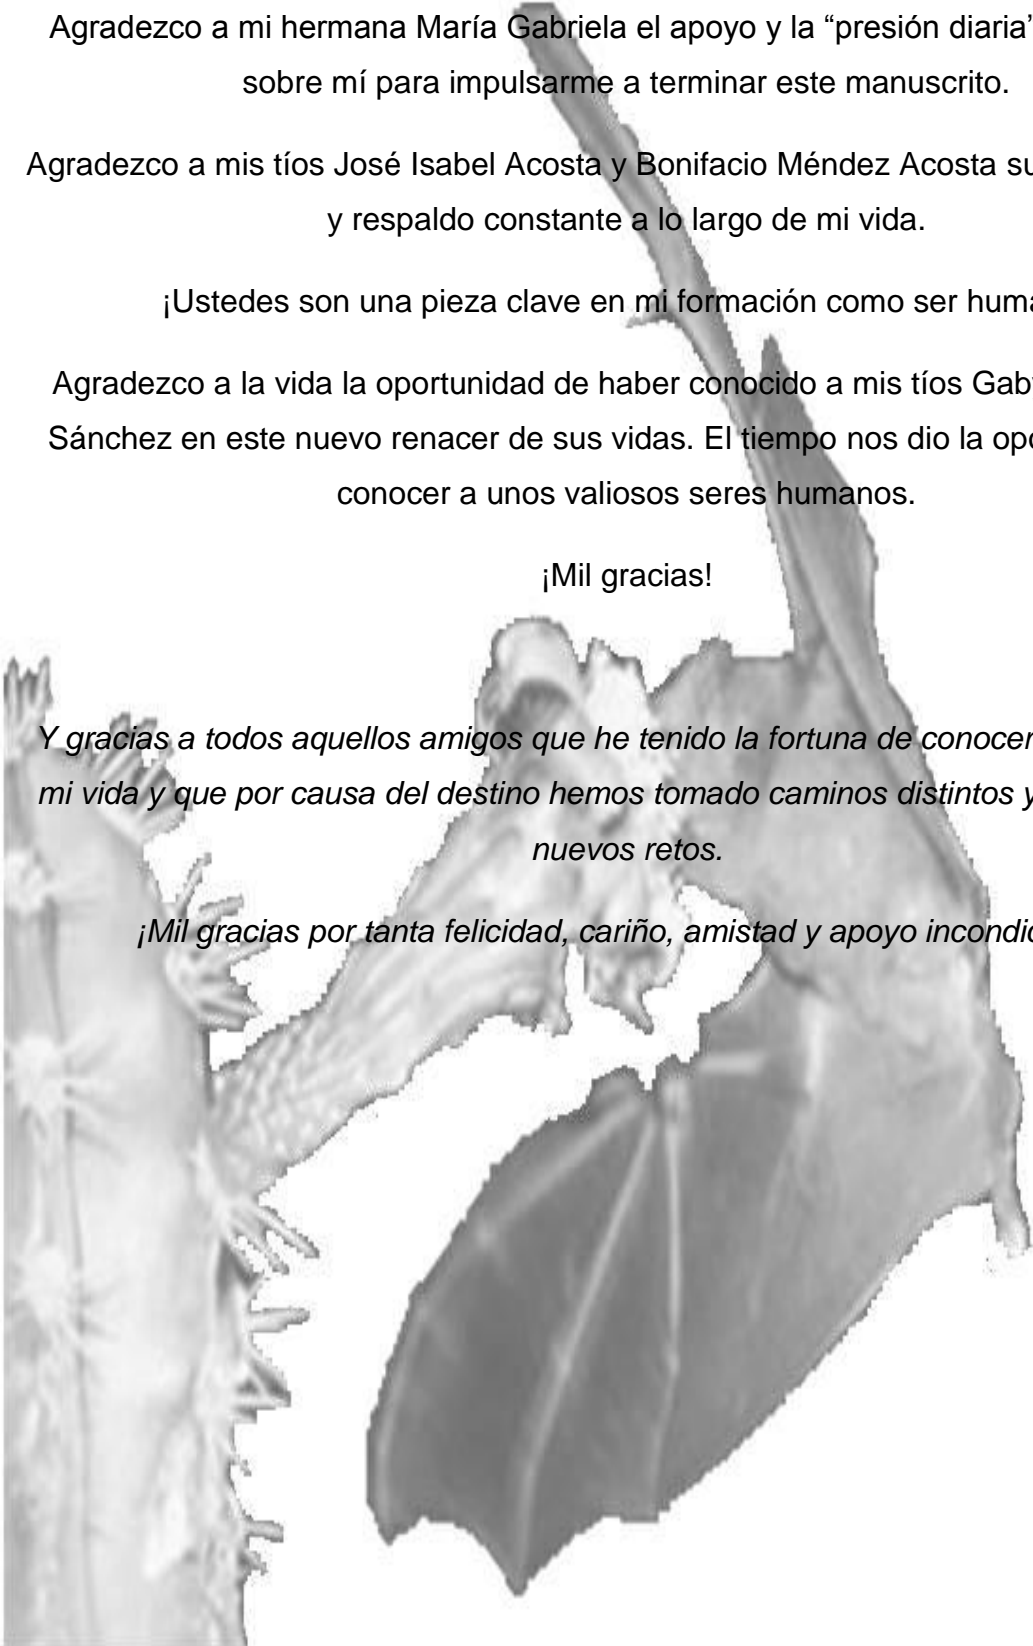 Agradezco a mi hermana María Gabriela el apoyo y la “presión diaria”
sobre mí para impulsarme a terminar este manuscrito.
Agradezco a mis tíos José Isabel Acosta y Bonifacio Méndez Acosta
y respaldo constante a lo largo de mi vida.
¡Ustedes son una pieza clave en mi formación como ser
Agradezco a la vida la oportunidad de haber conocido a mis tíos
Sánchez en este nuevo renacer de sus vidas. El tiempo nos dio la
conocer a unos valiosos seres humanos.
¡Mil gracias!
Y gracias a todos aquellos amigos que he tenido la fortuna de conocer
mi vida y que por causa del destino hemos tomado caminos distintos y
nuevos retos.
¡Mil gracias por tanta felicidad, cariño, amistad y apoyo